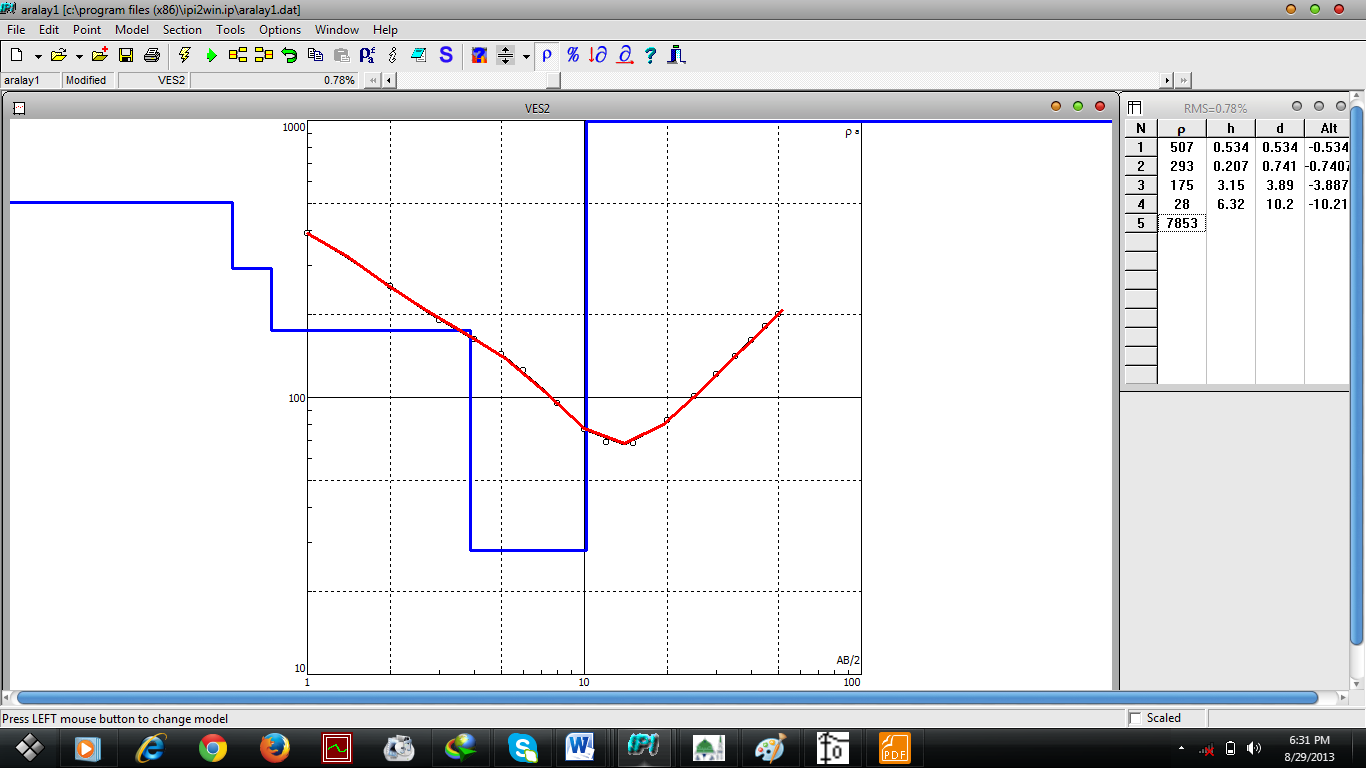 aralay1 [c:\program files (x86)\ipi2win.ip\aralay1.dat]
File Edit Point Model Section Tools Options Window Help
aralay1 Modified VES2 0.78%
VES2
RMS=0.78%
N ρ h d Alt
1 507 0.534 0.534 -0.534
2 293 0.207 0.741 -0.7407
3 175 3.15 3.89 -3.887
4 28 6.32 10.2 -10.21
5 7853
1000
ρ a
100
10
AB/2
1 10 100
Press LEFT mouse button to change model
Scaled
6:31 PM
8/29/2013